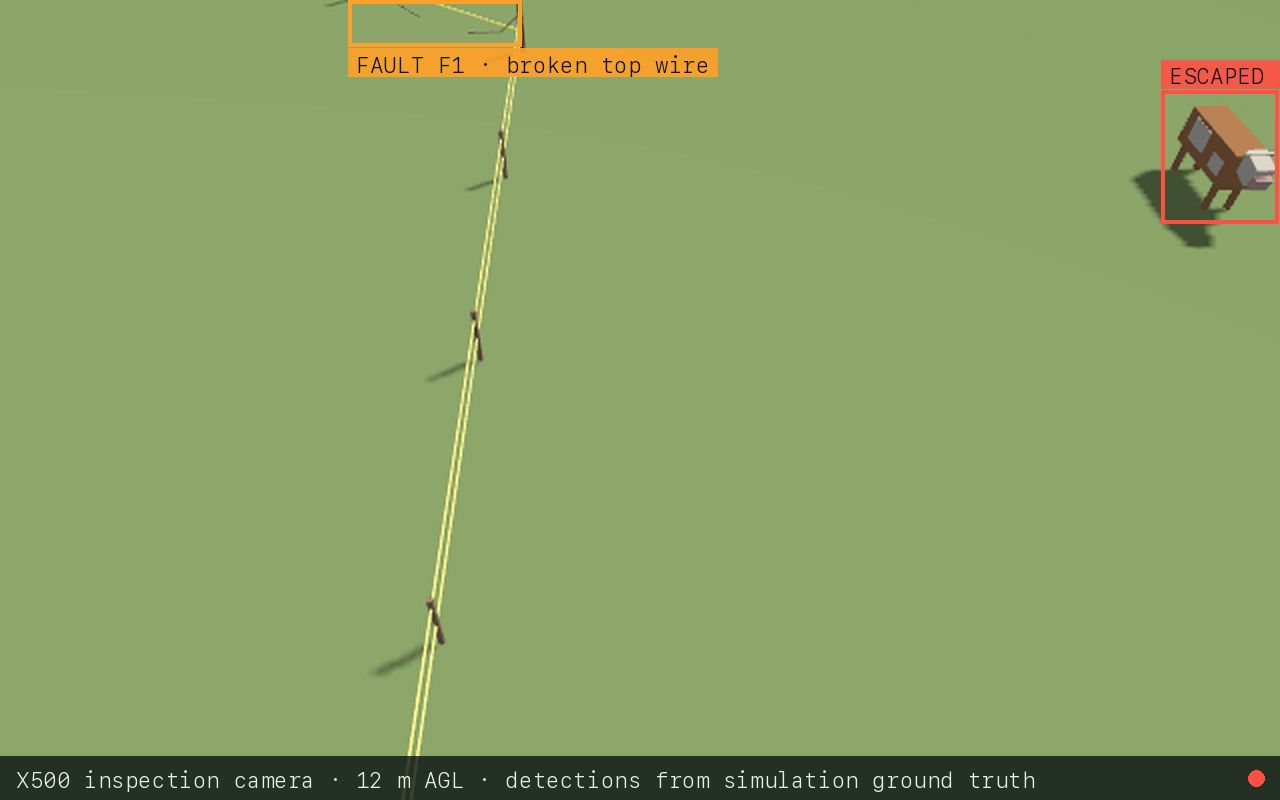 FAULT F1 · broken top wire
ESCAPED
X500 inspection camera · 12 m AGL · detections from simulation ground truth